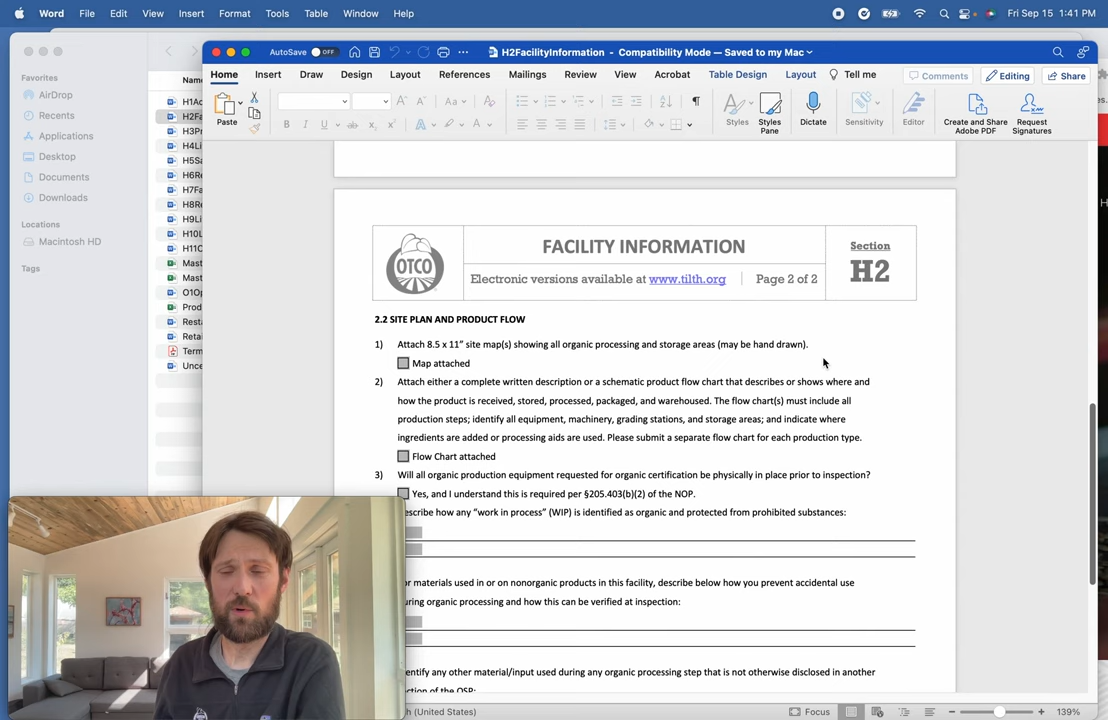 Word File Edit View Insert Format Tools Table Window Help Fri Sep 15 1:41 PM
Favorites
AirDrop
Recents
Applications
Desktop
Documents
Downloads
Locations
Macintosh HD
Tags
AutoSave OFF H2FacilityInformation - Compatibility Mode — Saved to my Mac
Home Insert Draw Design Layout References Mailings Review View Acrobat Table Design Layout Tell me Comments Editing Share
Paste
B I U ab x₂ x² A A
Aa
Styles
Styles Pane
Dictate
Sensitivity
Editor
Create and Share Adobe PDF
Request Signatures
OTCO
FACILITY INFORMATION
Electronic versions available at www.tilth.org Page 2 of 2
Section
H2
2.2 SITE PLAN AND PRODUCT FLOW
1) Attach 8.5 x 11" site map(s) showing all organic processing and storage areas (may be hand drawn).
Map attached
2) Attach either a complete written description or a schematic product flow chart that describes or shows where and
how the product is received, stored, processed, packaged, and warehoused. The flow chart(s) must include all
production steps; identify all equipment, machinery, grading stations, and storage areas; and indicate where
ingredients are added or processing aids are used. Please submit a separate flow chart for each production type.
Flow Chart attached
3) Will all organic production equipment requested for organic certification be physically in place prior to inspection?
Yes, and I understand this is required per §205.403(b)(2) of the NOP.
escribe how any "work in process" (WIP) is identified as organic and protected from prohibited substances:
or materials used in or on nonorganic products in this facility, describe below how you prevent accidental use
uring organic processing and how this can be verified at inspection:
entify any other material/input used during any organic processing step that is not otherwise disclosed in another
ction of the OSP:
h (United States) Focus 139%